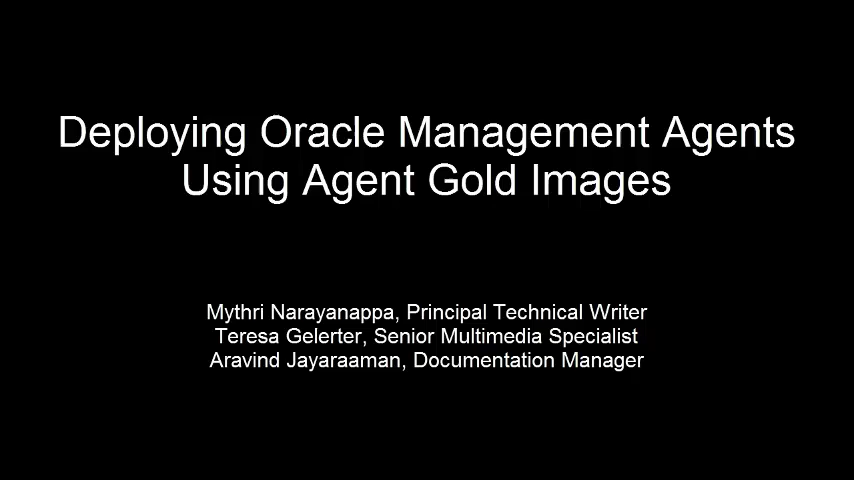 Deploying Oracle Management Agents
Using Agent Gold Images
Mythri Narayanappa, Principal Technical Writer
Teresa Gelerter, Senior Multimedia Specialist
Aravind Jayaraaman, Documentation Manager